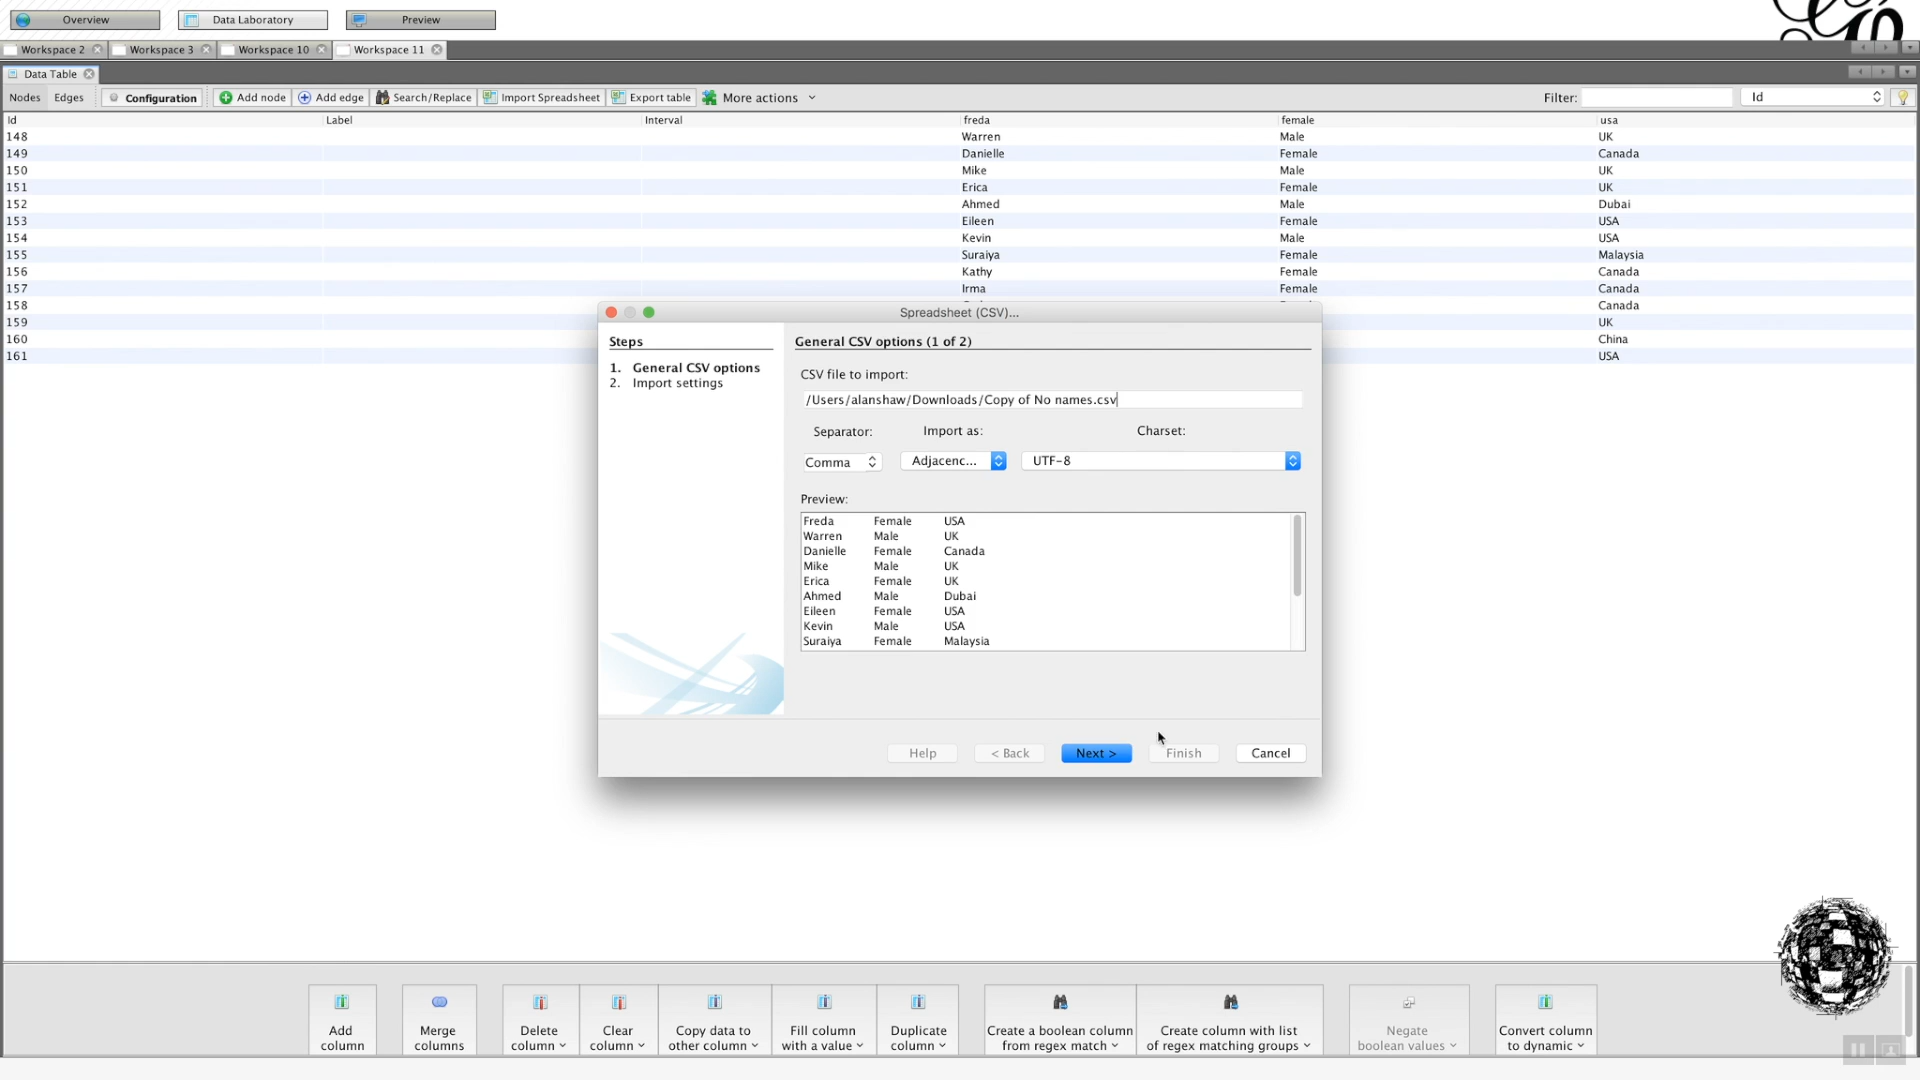 Overview Data Laboratory Preview
Workspace 2 Workspace 3 Workspace 10 Workspace 11
Data Table
Nodes Edges Configuration Add node Add edge Search/Replace Import Spreadsheet Export table More actions Filter: Id
Id Label Interval freda female usa
148 Warren Male UK
149 Danielle Female Canada
150 Mike Male UK
151 Erica Female UK
152 Ahmed Male Dubai
153 Eileen Female USA
154 Kevin Male USA
155 Suraiya Female Malaysia
156 Kathy Female Canada
157 Irma Female Canada
158 Canada
159 UK
160 China
161 USA
Spreadsheet (CSV)...
Steps
1. General CSV options
2. Import settings
General CSV options (1 of 2)
CSV file to import:
/Users/alanshaw/Downloads/Copy of No names.csv
Separator: Import as: Charset:
Comma Adjacenc... UTF-8
Preview:
Freda Female USA
Warren Male UK
Danielle Female Canada
Mike Male UK
Erica Female UK
Ahmed Male Dubai
Eileen Female USA
Kevin Male USA
Suraiya Female Malaysia
Help < Back Next > Finish Cancel
Add column
Merge columns
Delete column
Clear column
Copy data to other column
Fill column with a value
Duplicate column
Create a boolean column from regex match
Create column with list of regex matching groups
Negate boolean values
Convert column to dynamic